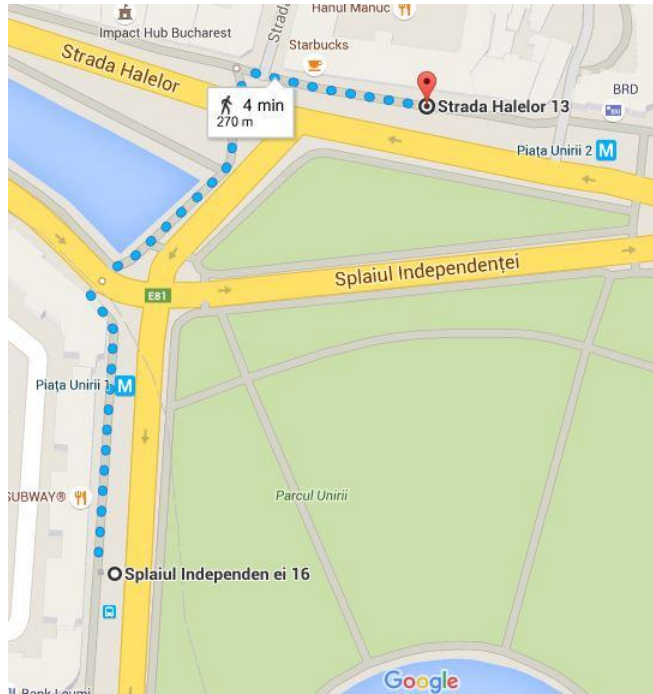 Hanul Manuc
Impact Hub Bucharest
Starbucks
Strada Halelor
Strada
4 min
270 m
Strada Halelor 13
BRD
Piața Unirii 2 M
Splaiul Independenței
E81
Piața Unirii 1 M
SUBWAY®
Parcul Unirii
Splaiul Independen ei 16
Google